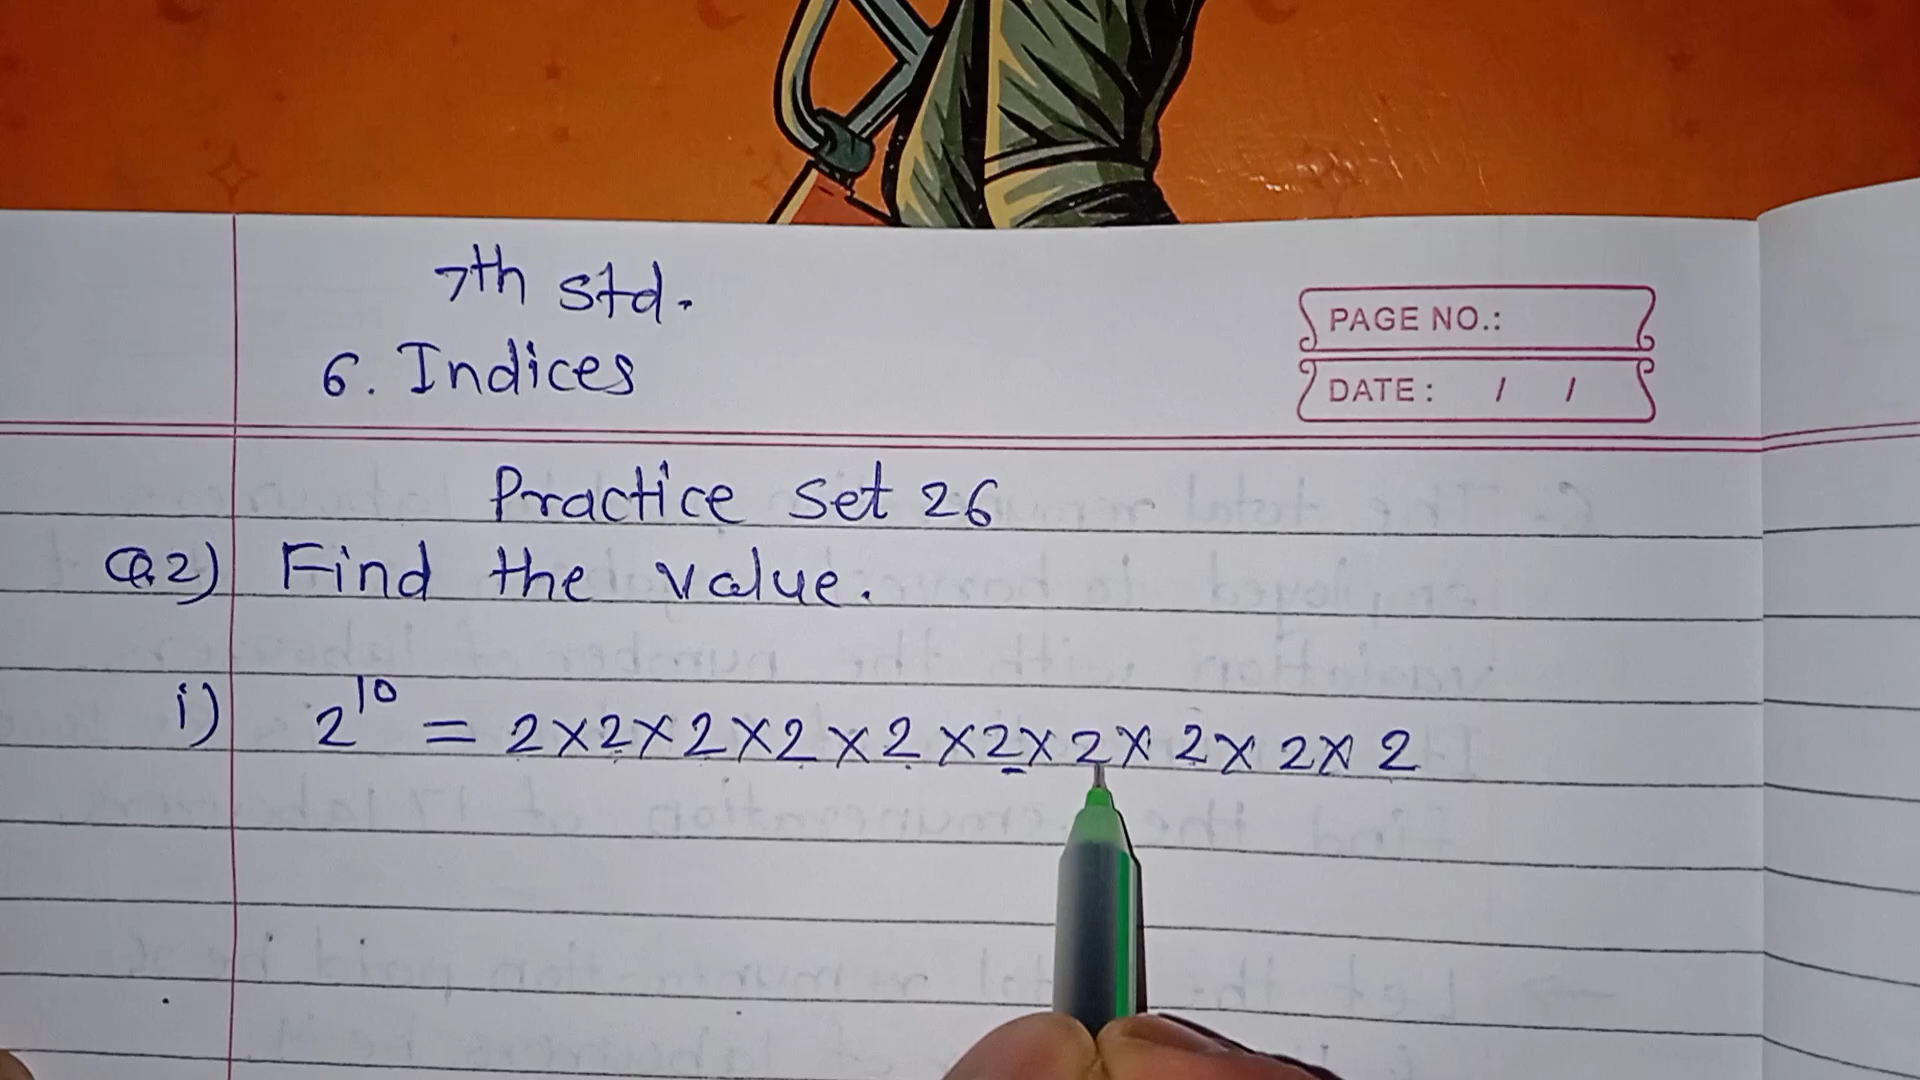 7th std.
6. Indices
PAGE NO.:
DATE: / /
Practice set 26
Q.2) Find the value.
i) 2¹⁰ = 2×2×2×2×2×2×2×2×2×2